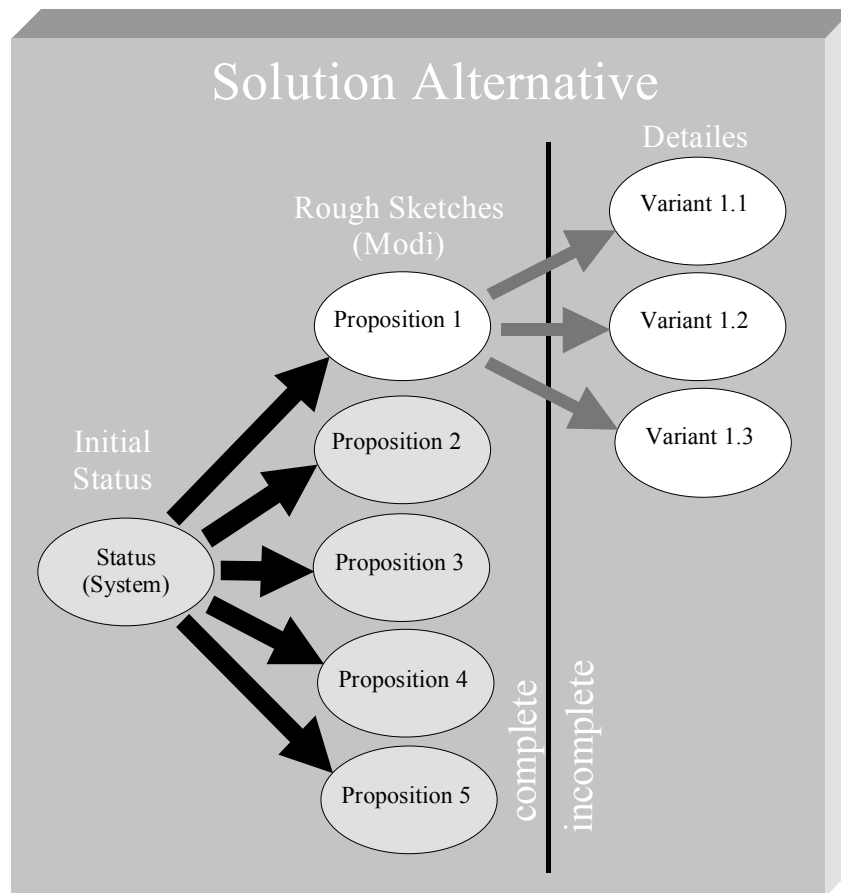 Solution Alternative
Detailes
Variant 1.1
Rough Sketches
(Modi)
Proposition 1
Variant 1.2
Variant 1.3
Initial
Status
Proposition 2
Status
(System)
Proposition 3
Proposition 4
Proposition 5
complete
incomplete